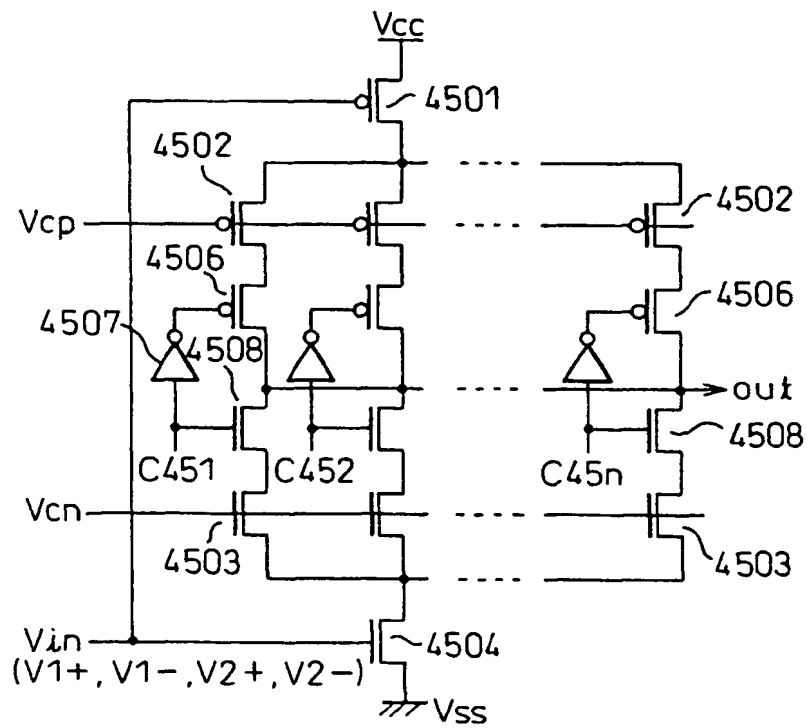 Vcc
4501
4502
Vcp
4502
4506
4506
4507
4508
out
4508
C451
C452
C45n
Vcn
4503
4503
Vin
4504
(V1+, V1-, V2+, V2-)
Vss